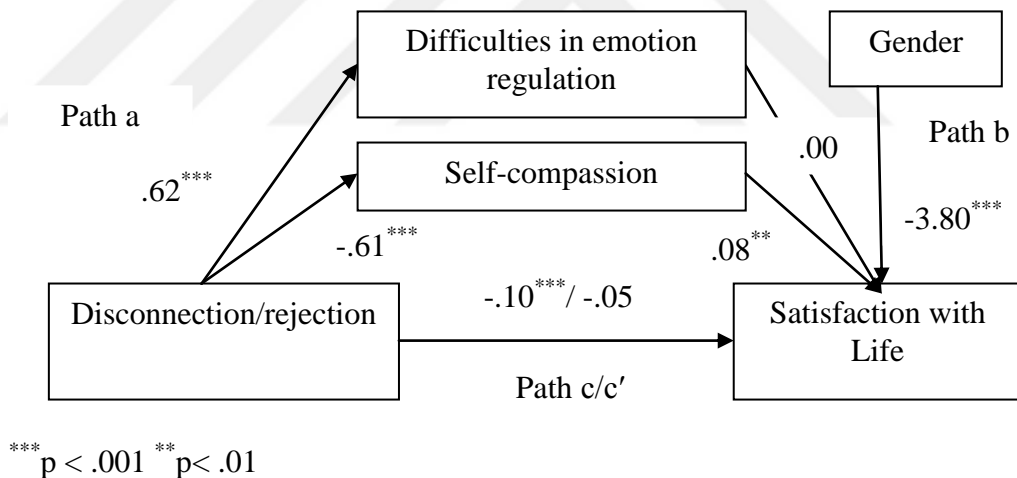 Difficulties in emotion
regulation
Gender
Path a
Path b
.00
Self-compassion
.62***
-.61***
.08**
-3.80***
-.10***/ -.05
Disconnection/rejection
Satisfaction with
Life
Path c/c′
***p < .001 **p< .01